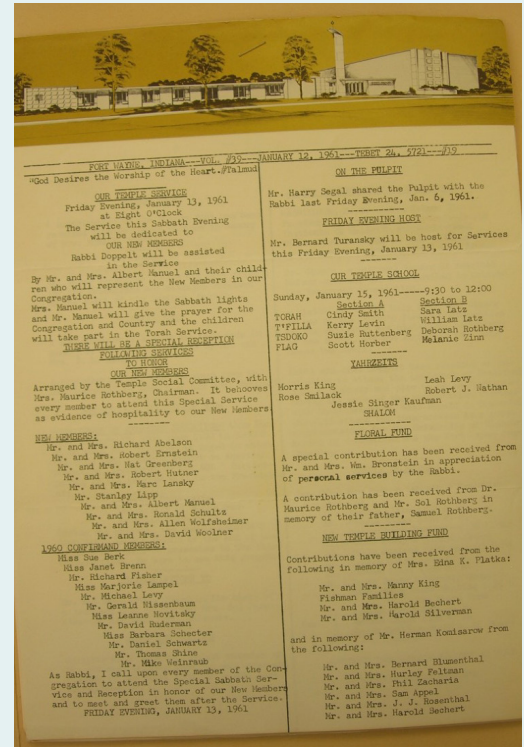 FORT WAYNE, INDIANA---VOL. #39---JANUARY 12, 1961---TEBET 24, 5721---#19
"God Desires the Worship of the Heart."Talmud
OUR TEMPLE SERVICE
Friday Evening, January 13, 1961
at Eight O'Clock
The Service this Sabbath Evening
will be dedicated to
OUR NEW MEMBERS
Rabbi Doppelt will be assisted
in the Service
By Mr. and Mrs. Albert Manuel and their child-
ren who will represent the New Members in our
Congregation.
Mrs. Manuel will kindle the Sabbath lights
and Mr. Manuel will give the prayer for the
Congregation and Country and the children
will take part in the Torah Service.
THERE WILL BE A SPECIAL RECEPTION
FOLLOWING SERVICES
TO HONOR
OUR NEW MEMBERS
Arranged by the Temple Social Committee, with
Mrs. Maurice Rothberg, Chairman. It behooves
every member to attend this Special Service
as evidence of hospitality to our New Members
--------
NEW MEMBERS:
Mr. and Mrs. Richard Abelson
Mr. and Mrs. Robert Ernstein
Mr. and Mrs. Nat Greenberg
Mr. and Mrs. Robert Hutner
Mr. and Mrs. Marc Lansky
Mr. Stanley Lipp
Mr. and Mrs. Albert Manuel
Mr. and Mrs. Ronald Schultz
Mr. and Mrs. Allen Wolfsheimer
Mr. and Mrs. David Woolner
1960 CONFIRMAND MEMBERS:
Miss Sue Berk
Miss Janet Brenn
Mr. Richard Fisher
Miss Marjorie Lampel
Mr. Michael Levy
Mr. Gerald Nissenbaum
Miss Leanne Novitsky
Mr. David Ruderman
Miss Barbara Schecter
Mr. Daniel Schwartz
Mr. Thomas Shine
Mr. Mike Weinraub
As Rabbi, I call upon every member of the Con-
gregation to attend the Special Sabbath Ser-
vice and Reception in honor of our New Members
and to meet and greet them after the Service.
FRIDAY EVENING, JANUARY 13, 1961
ON THE PULPIT
Mr. Harry Segal shared the Pulpit with the
Rabbi last Friday Evening, Jan. 6, 1961.
------------
FRIDAY EVENING HOST
Mr. Bernard Turansky will be host for Services
this Friday Evening, January 13, 1961
-------
OUR TEMPLE SCHOOL
Sunday, January 15, 1961-----9:30 to 12:00
Section A Section B
TORAH Cindy Smith Sara Latz
T'FILLA Kerry Levin William Latz
TSDOKO Suzie Ruttenberg Deborah Rothberg
FLAG Scott Horber Melanie Zinn
-------
YAHRZEITS
Morris King Leah Levy
Rose Smilack Robert J. Nathan
Jessie Singer Kaufman
SHALOM
------------
FLORAL FUND
A special contribution has been received from
Mr. and Mrs. Wm. Bronstein in appreciation
of personal services by the Rabbi.
A contribution has been received from Dr.
Maurice Rothberg and Mr. Sol Rothberg in
memory of their father, Samuel Rothberg.
---------
NEW TEMPLE BUILDING FUND
Contributions have been received from the
following in memory of Mrs. Edna K. Platka:
Mr. and Mrs. Manny King
Fishman Families
Mr. and Mrs. Harold Bechert
Mr. and Mrs. Harold Silverman
and in memory of Mr. Herman Komisarow from
the following:
Mr. and Mrs. Bernard Blumenthal
Mr. and Mrs. Hurley Feltman
Mr. and Mrs. Phil Zacharia
Mr. and Mrs. Sam Appel
Mr. and Mrs. J. J. Rosenthal
Mr. and Mrs. Harold Bechert